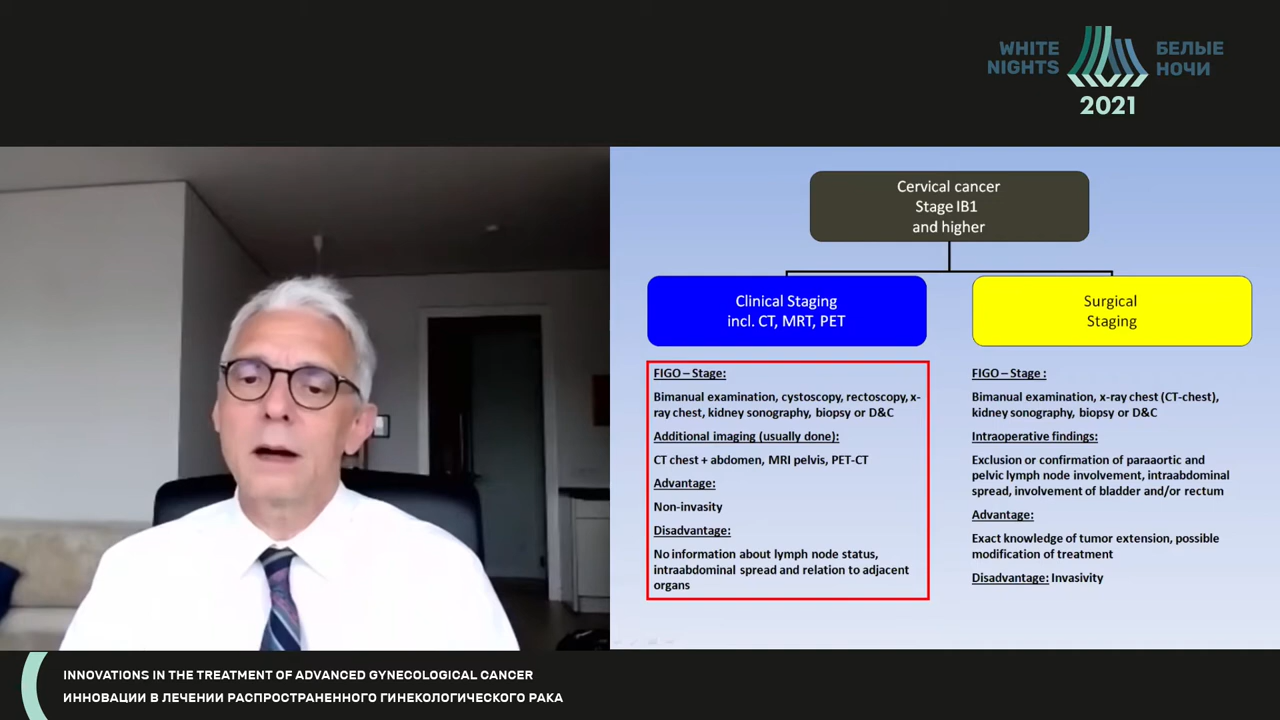 WHITE
NIGHTS
БЕЛЫЕ
НОЧИ
2021
Cervical cancer
Stage IB1
and higher
Clinical Staging
incl. CT, MRT, PET
FIGO – Stage:
Bimanual examination, cystoscopy, rectoscopy, x-
ray chest, kidney sonography, biopsy or D&C
Additional imaging (usually done):
CT chest + abdomen, MRI pelvis, PET-CT
Advantage:
Non-invasity
Disadvantage:
No information about lymph node status,
intraabdominal spread and relation to adjacent
organs
Surgical
Staging
FIGO – Stage :
Bimanual examination, x-ray chest (CT-chest),
kidney sonography, biopsy or D&C
Intraoperative findings:
Exclusion or confirmation of paraaortic and
pelvic lymph node involvement, intraabdominal
spread, involvement of bladder and/or rectum
Advantage:
Exact knowledge of tumor extension, possible
modification of treatment
Disadvantage: Invasivity
INNOVATIONS IN THE TREATMENT OF ADVANCED GYNECOLOGICAL CANCER
ИННОВАЦИИ В ЛЕЧЕНИИ РАСПРОСТРАНЕННОГО ГИНЕКОЛОГИЧЕСКОГО РАКА